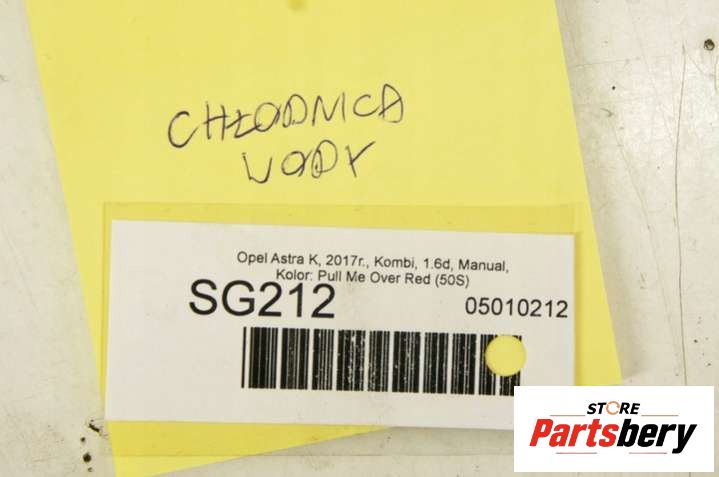 CHŁODNICA
WODY
Opel Astra K, 2017r., Kombi, 1.6d, Manual,
Kolor: Pull Me Over Red (50S)
SG212 05010212
STORE
Partsbery